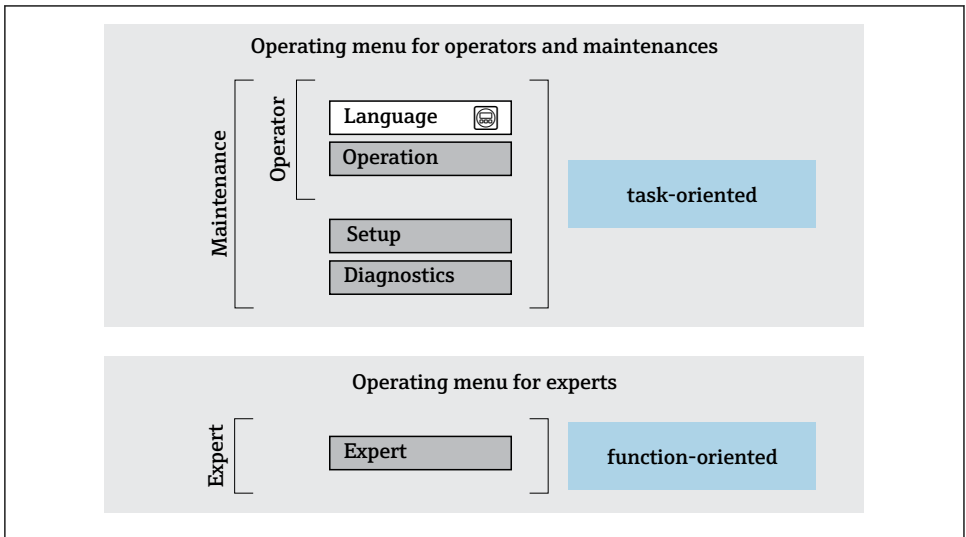 Operating menu for operators and maintenances
Maintenance
Operator
Language
Operation
Setup
Diagnostics
task-oriented
Operating menu for experts
Expert
Expert
function-oriented